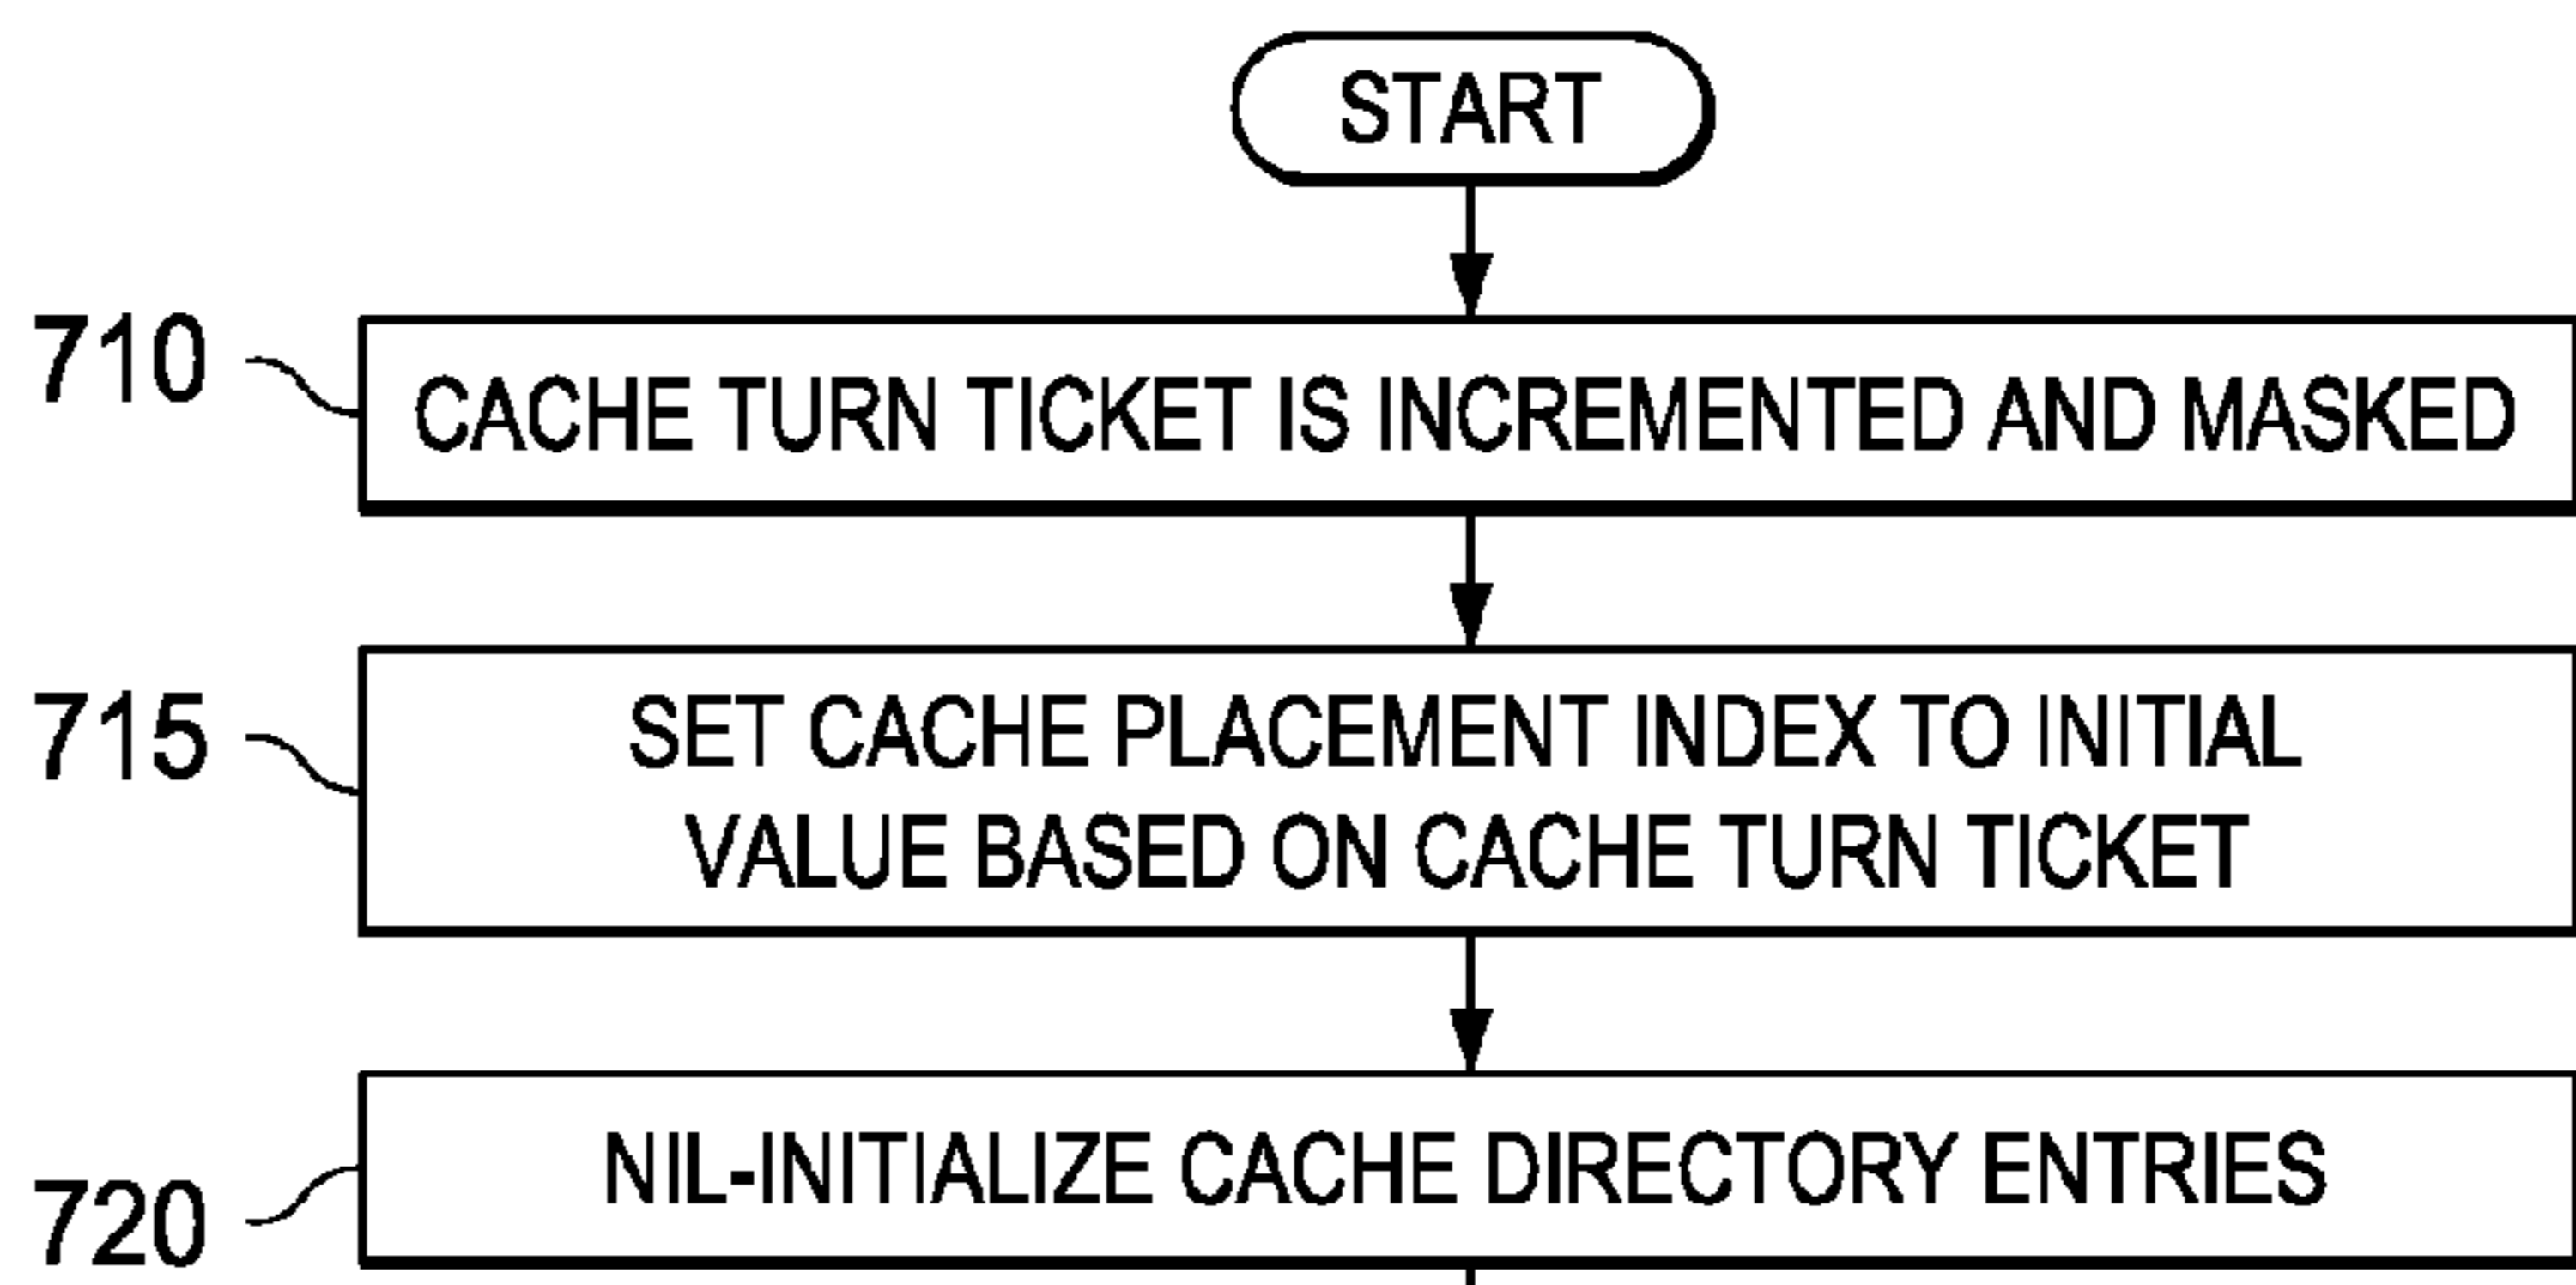 START
710
CACHE TURN TICKET IS INCREMENTED AND MASKED
715
SET CACHE PLACEMENT INDEX TO INITIAL
VALUE BASED ON CACHE TURN TICKET
720
NIL-INITIALIZE CACHE DIRECTORY ENTRIES